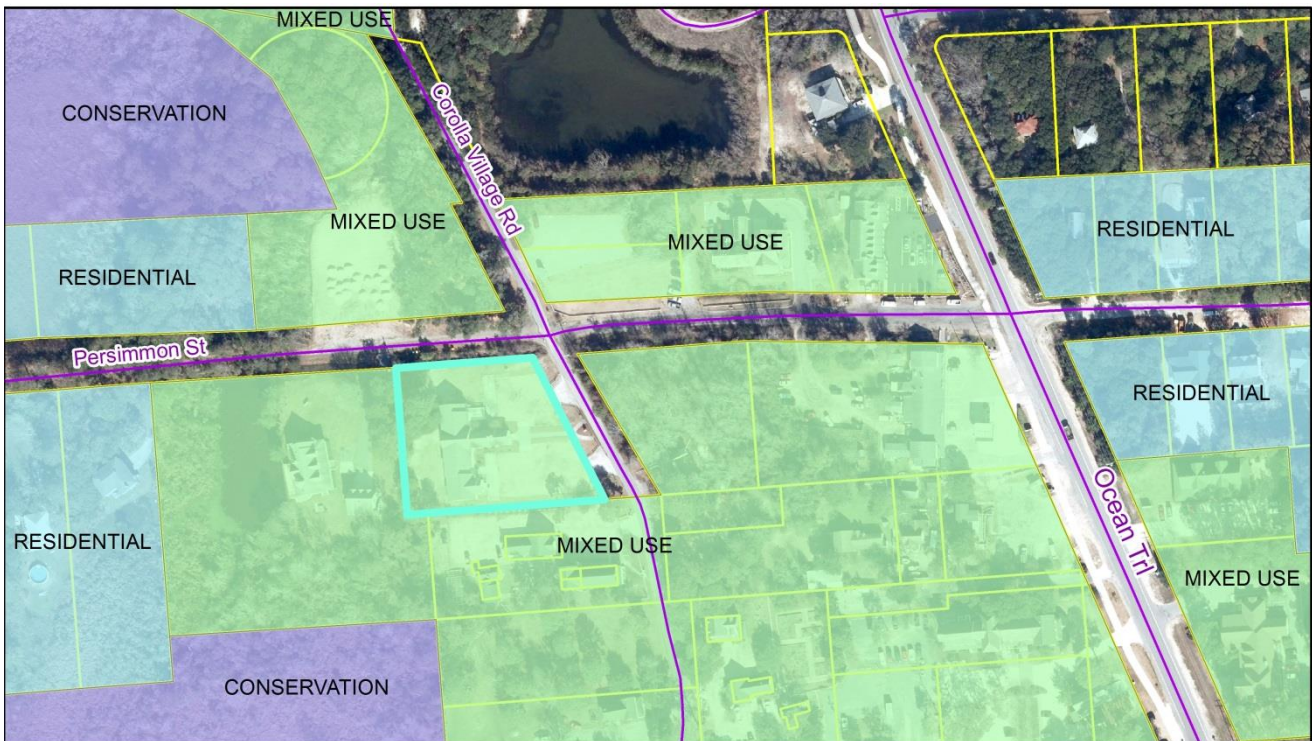 MIXED USE
CONSERVATION
Corolla Village Rd
MIXED USE
MIXED USE
RESIDENTIAL
RESIDENTIAL
Persimmon St
RESIDENTIAL
Ocean Trl
RESIDENTIAL
MIXED USE
MIXED USE
CONSERVATION